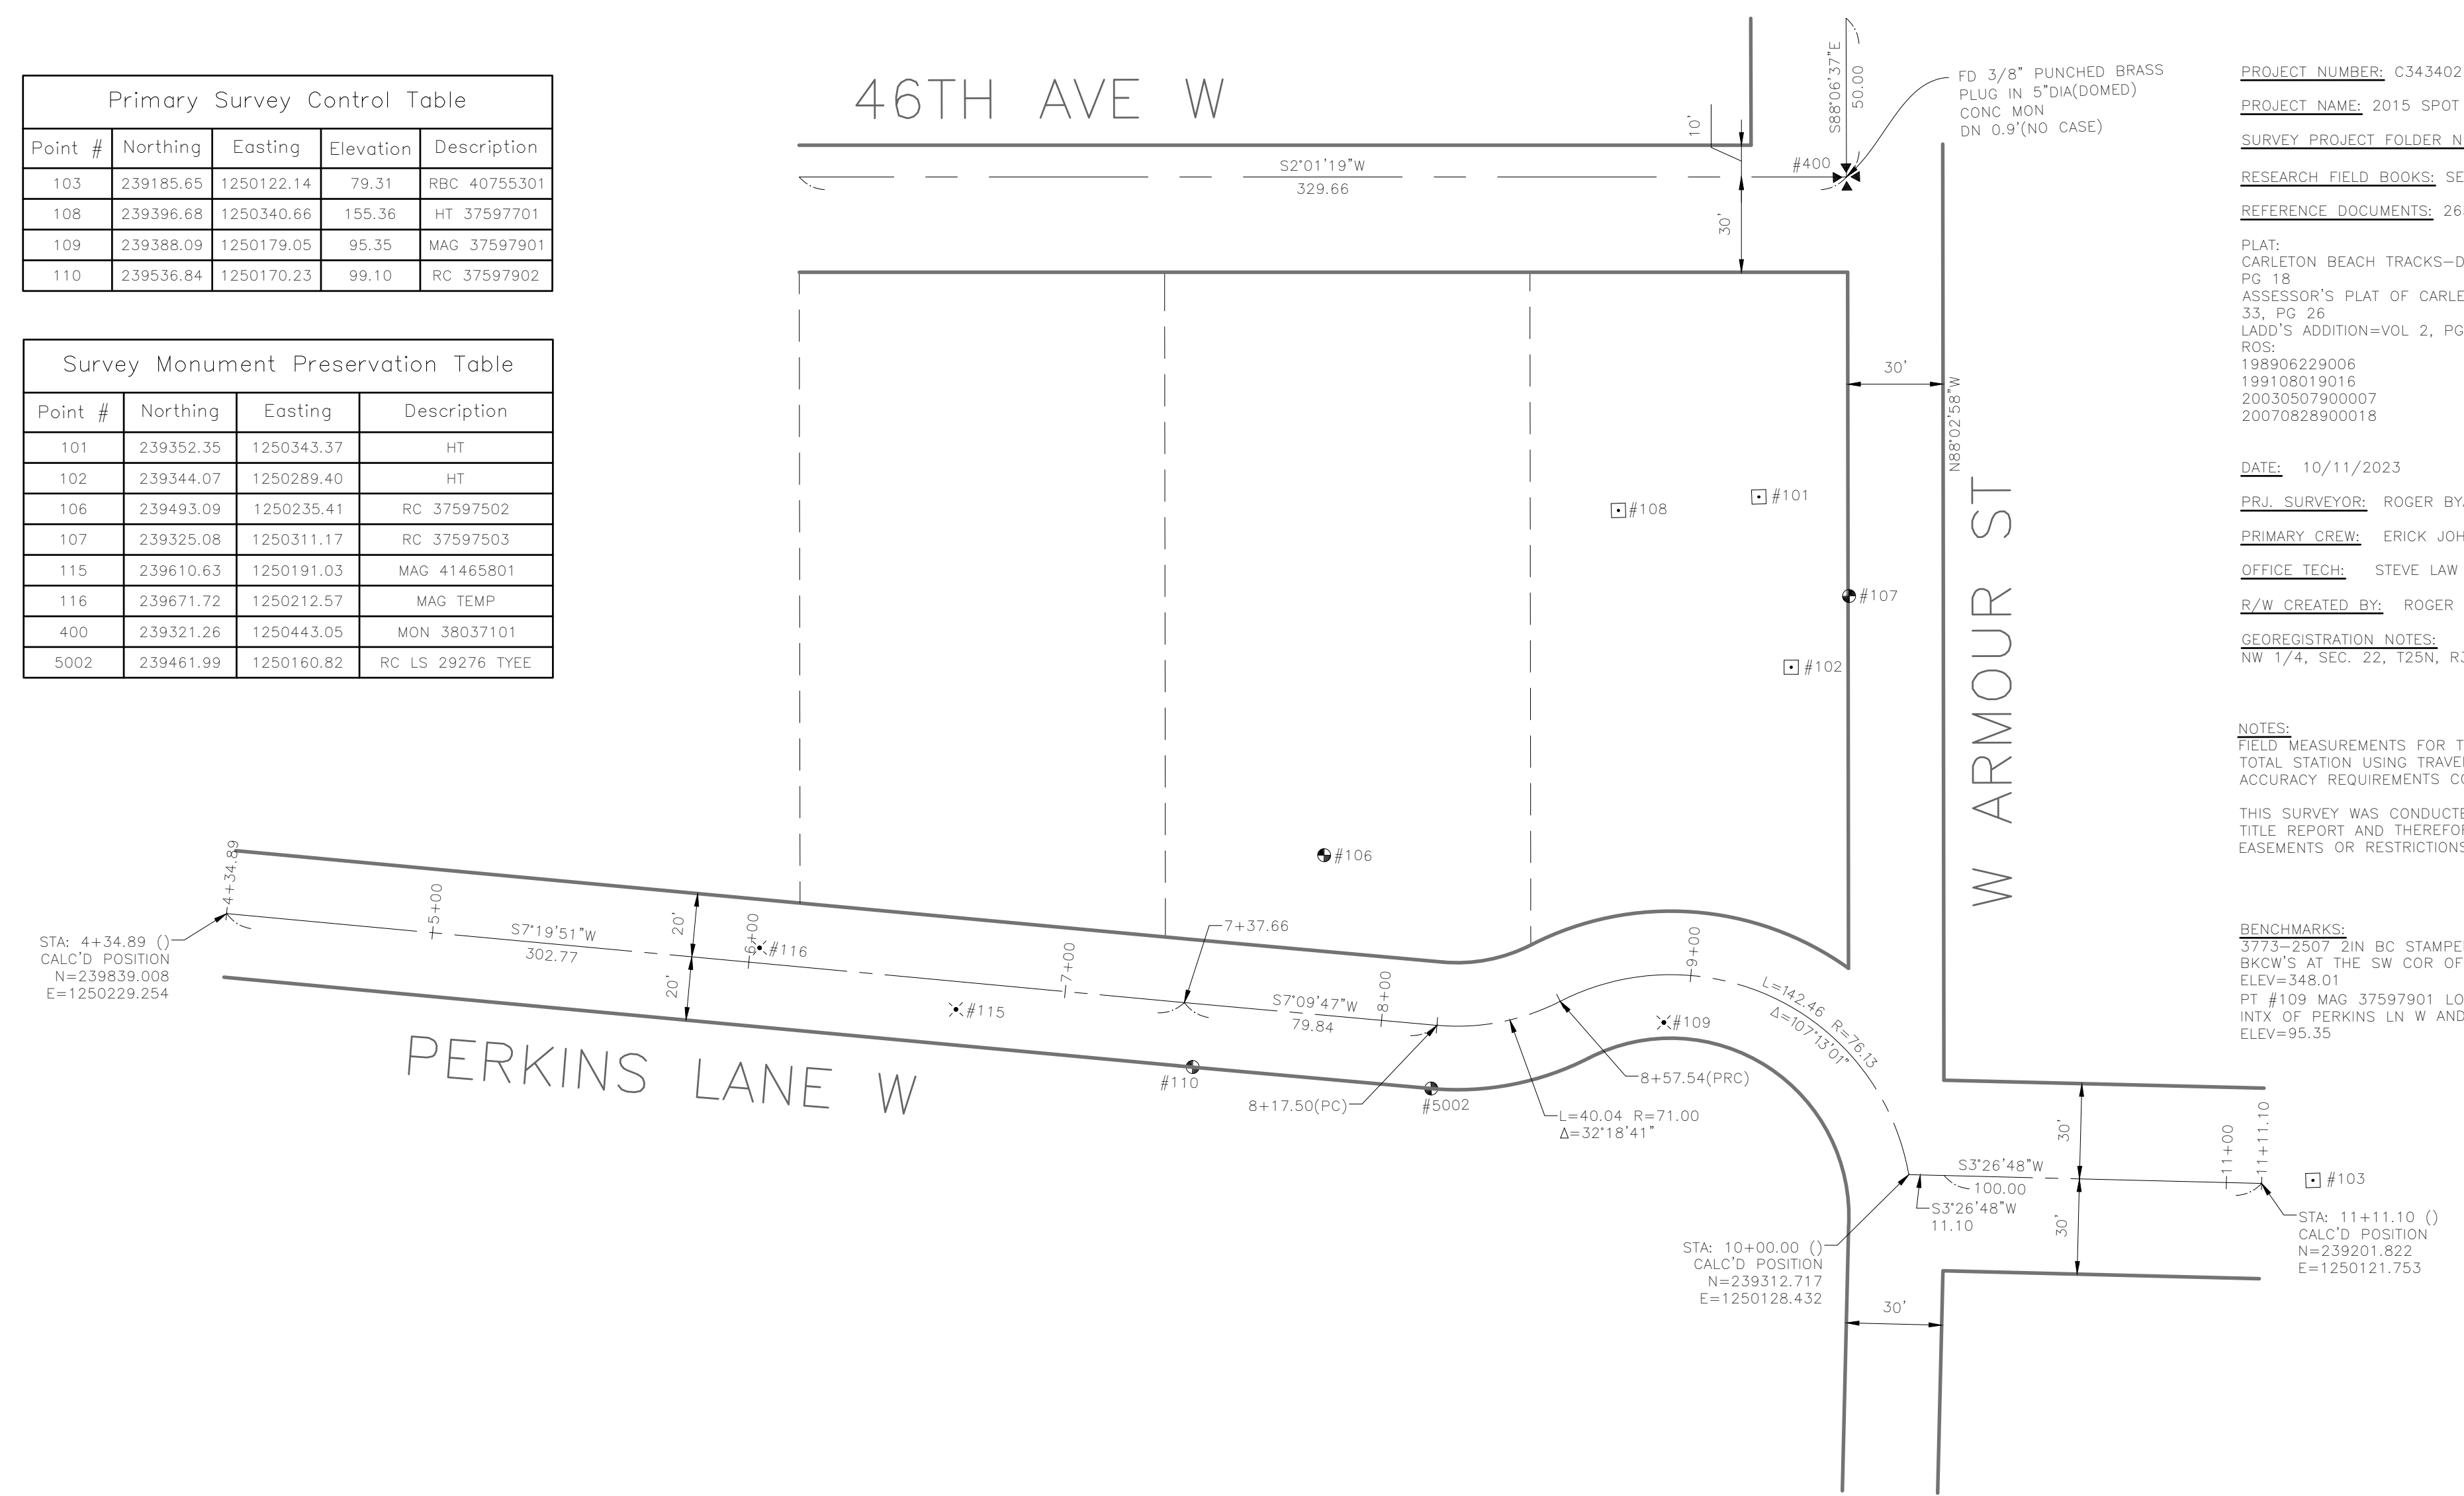 Primary Survey Control Table
Point # Northing Easting Elevation Description
103 239185.65 1250122.14 79.31 RBC 40755301
108 239396.68 1250340.66 155.36 HT 37597701
109 239388.09 1250179.05 95.35 MAG 37597901
110 239536.84 1250170.23 99.10 RC 37597902
Survey Monument Preservation Table
Point # Northing Easting Description
101 239352.35 1250343.37 HT
102 239344.07 1250289.40 HT
106 239493.09 1250235.41 RC 37597502
107 239325.08 1250311.17 RC 37597503
115 239610.63 1250191.03 MAG 41465801
116 239671.72 1250212.57 MAG TEMP
400 239321.26 1250443.05 MON 38037101
5002 239461.99 1250160.82 RC LS 29276 TYEE
46TH AVE W
S2°01'19"W
329.66
10'
30'
S88°06'37"E
50.00
#400
FD 3/8" PUNCHED BRASS
PLUG IN 5"DIA(DOMED)
CONC MON
DN 0.9'(NO CASE)
30'
N88°02'58"W
W ARMOUR ST
#108
#101
#107
#102
#106
4+34.89
STA: 4+34.89 ()
CALC'D POSITION
N=239839.008
E=1250229.254
5+00
S7°19'51"W
302.77
20'
20'
6+00
#116
#115
7+00
7+37.66
S7°09'47"W
79.84
8+00
PERKINS LANE W
#110
8+17.50(PC)
#5002
#109
9+00
L=142.46 R=76.13
Δ=107°13'01"
8+57.54(PRC)
L=40.04 R=71.00
Δ=32°18'41"
S3°26'48"W
100.00
S3°26'48"W
11.10
30'
30'
11+00
11+11.10
#103
STA: 11+11.10 ()
CALC'D POSITION
N=239201.822
E=1250121.753
STA: 10+00.00 ()
CALC'D POSITION
N=239312.717
E=1250128.432
30'
PROJECT NUMBER: C343402
PROJECT NAME: 2015 SPOT
SURVEY PROJECT FOLDER N
RESEARCH FIELD BOOKS: SE
REFERENCE DOCUMENTS: 26
PLAT:
CARLETON BEACH TRACKS-D
PG 18
ASSESSOR'S PLAT OF CARLE
33, PG 26
LADD'S ADDITION=VOL 2, PG
ROS:
198906229006
199108019016
20030507900007
20070828900018
DATE: 10/11/2023
PRJ. SURVEYOR: ROGER BY
PRIMARY CREW: ERICK JOH
OFFICE TECH: STEVE LAW
R/W CREATED BY: ROGER
GEOREGISTRATION NOTES:
NW 1/4, SEC. 22, T25N, R
NOTES:
FIELD MEASUREMENTS FOR T
TOTAL STATION USING TRAVE
ACCURACY REQUIREMENTS CO
THIS SURVEY WAS CONDUCTE
TITLE REPORT AND THEREFOR
EASEMENTS OR RESTRICTIONS
BENCHMARKS:
3773-2507 2IN BC STAMPE
BKCW'S AT THE SW COR OF
ELEV=348.01
PT #109 MAG 37597901 LO
INTX OF PERKINS LN W AND
ELEV=95.35